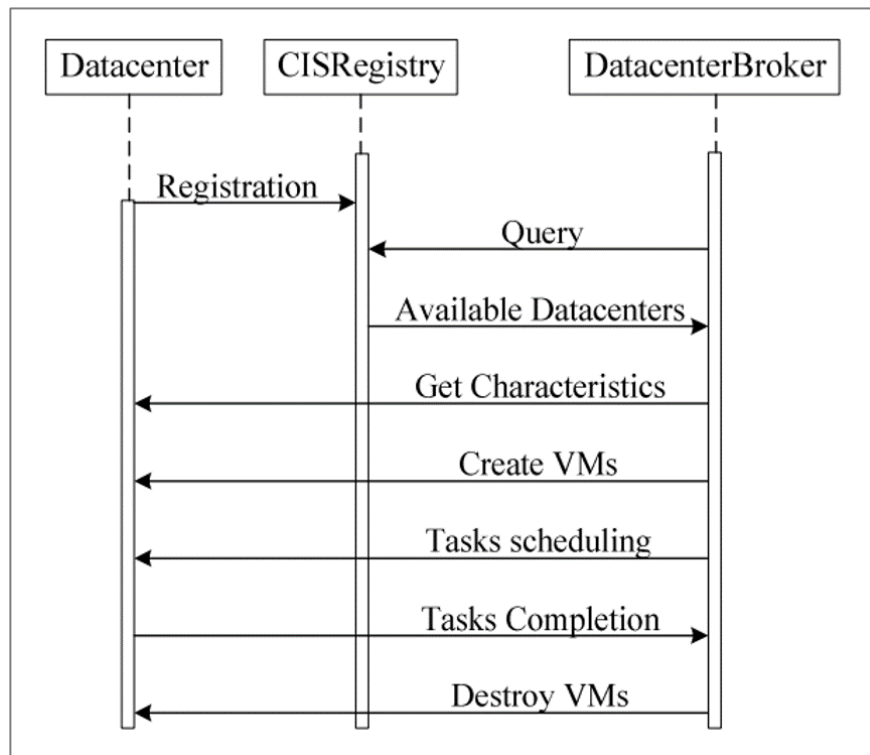 Datacenter
CISRegistry
DatacenterBroker
Registration
Query
Available Datacenters
Get Characteristics
Create VMs
Tasks scheduling
Tasks Completion
Destroy VMs